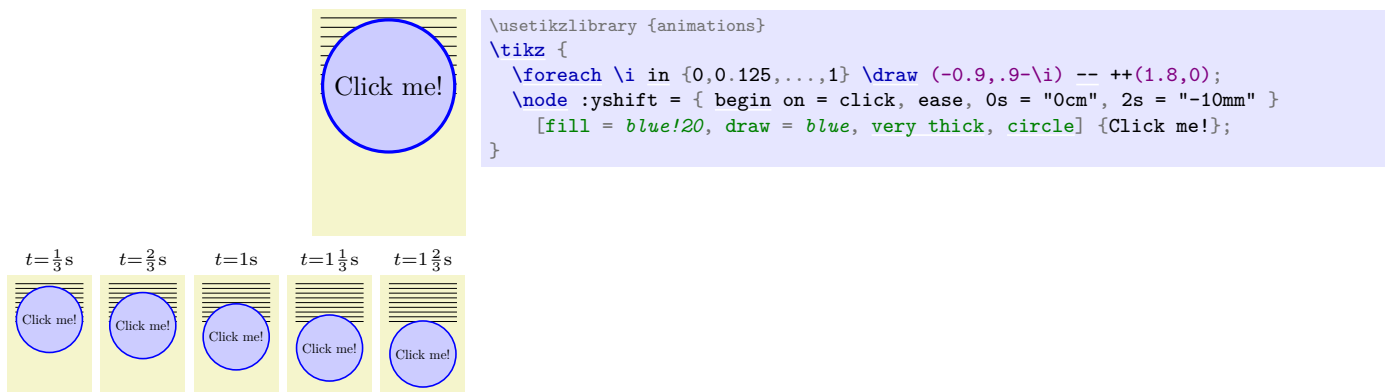 Click me!
\usetikzlibrary {animations}
\tikz {
  \foreach \i in {0,0.125,...,1} \draw (-0.9,.9-\i) -- ++(1.8,0);
  \node :yshift = { begin on = click, ease, 0s = "0cm", 2s = "-10mm" }
    [fill = blue!20, draw = blue, very thick, circle] {Click me!};
}
t=1/3s t=2/3s t=1s t=1 1/3s t=1 2/3s
Click me! Click me! Click me! Click me! Click me!